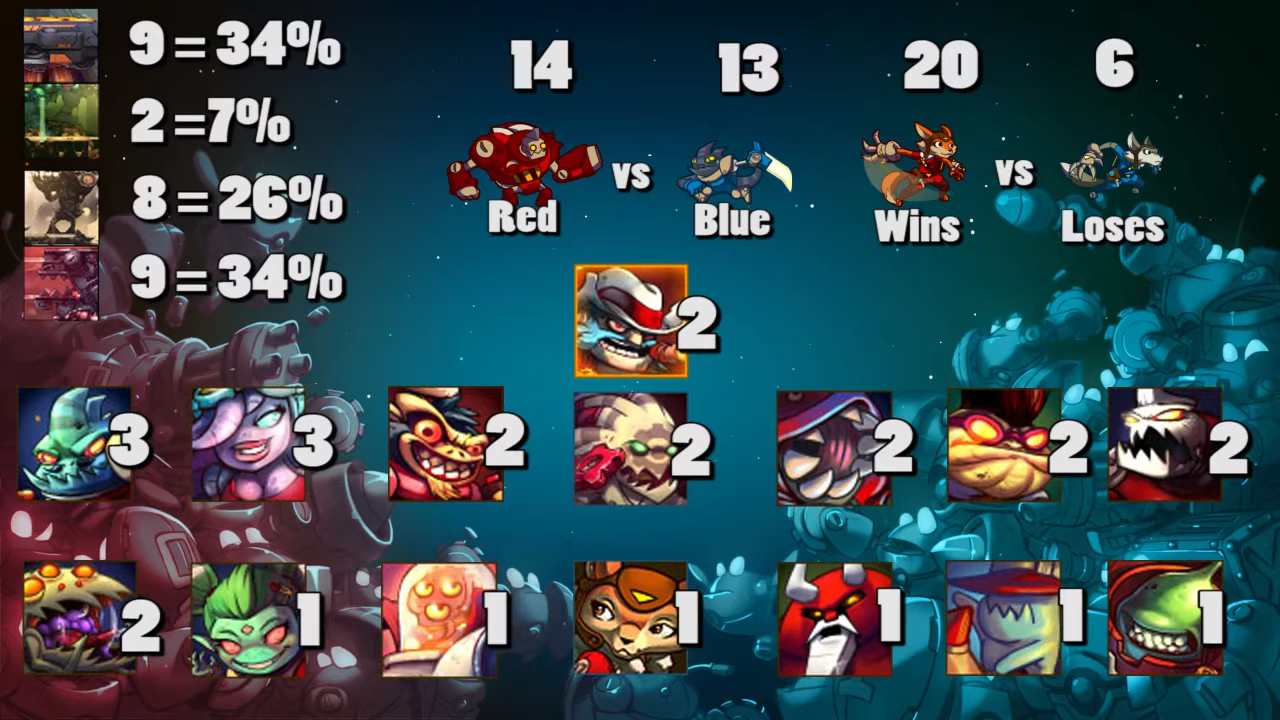 9 = 34%
2 =7%
8 = 26%
9 = 34%
14 13 20 6
vs vs
Red Blue Wins Loses
2
3 3 2 2 2 2 2
2 1 1 1 1 1 1